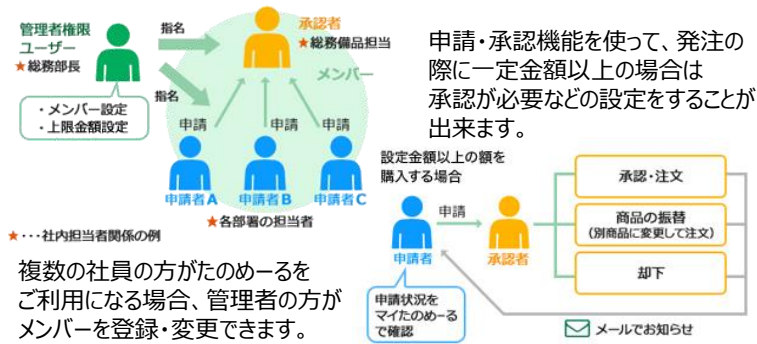 管理者権限
ユーザー
★総務部長
指名
指名
・メンバー設定
・上限金額設定
承認者
★総務備品担当
メンバー
申請
申請
申請
申請者A
申請者B
申請者C
★各部署の担当者
★・・・社内担当者関係の例
複数の社員の方がたのめーるを
ご利用になる場合、管理者の方が
メンバーを登録・変更できます。
申請・承認機能を使って、発注の
際に一定金額以上の場合は
承認が必要などの設定をすることが
出来ます。
設定金額以上の額を
購入する場合
申請
申請者
承認者
承認・注文
商品の振替
(別商品に変更して注文)
却下
申請状況を
マイたのめーる
で確認
メールでお知らせ